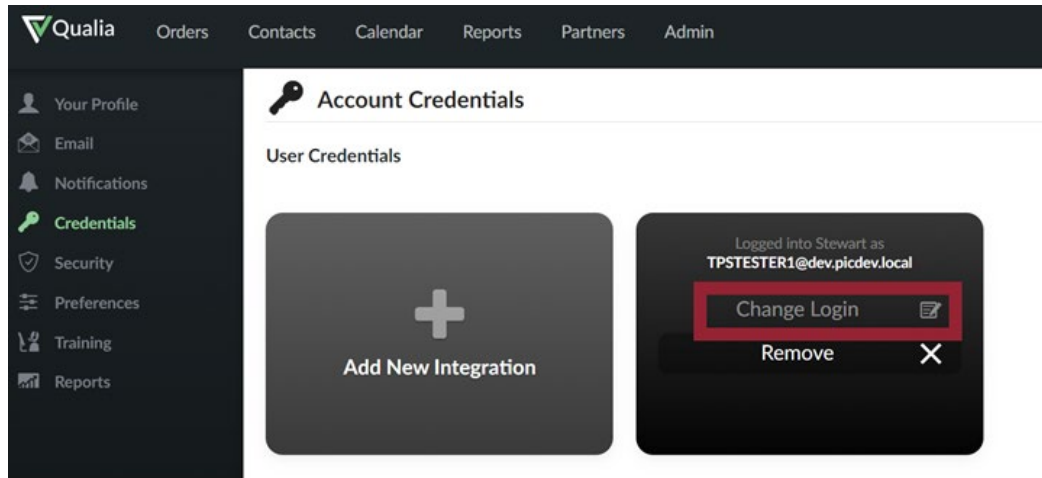 Qualia Orders Contacts Calendar Reports Partners Admin
Your Profile
Email
Notifications
Credentials
Security
Preferences
Training
Reports
Account Credentials
User Credentials
Add New Integration
Logged into Stewart as
TPSTESTER1@dev.picdev.local
Change Login
Remove